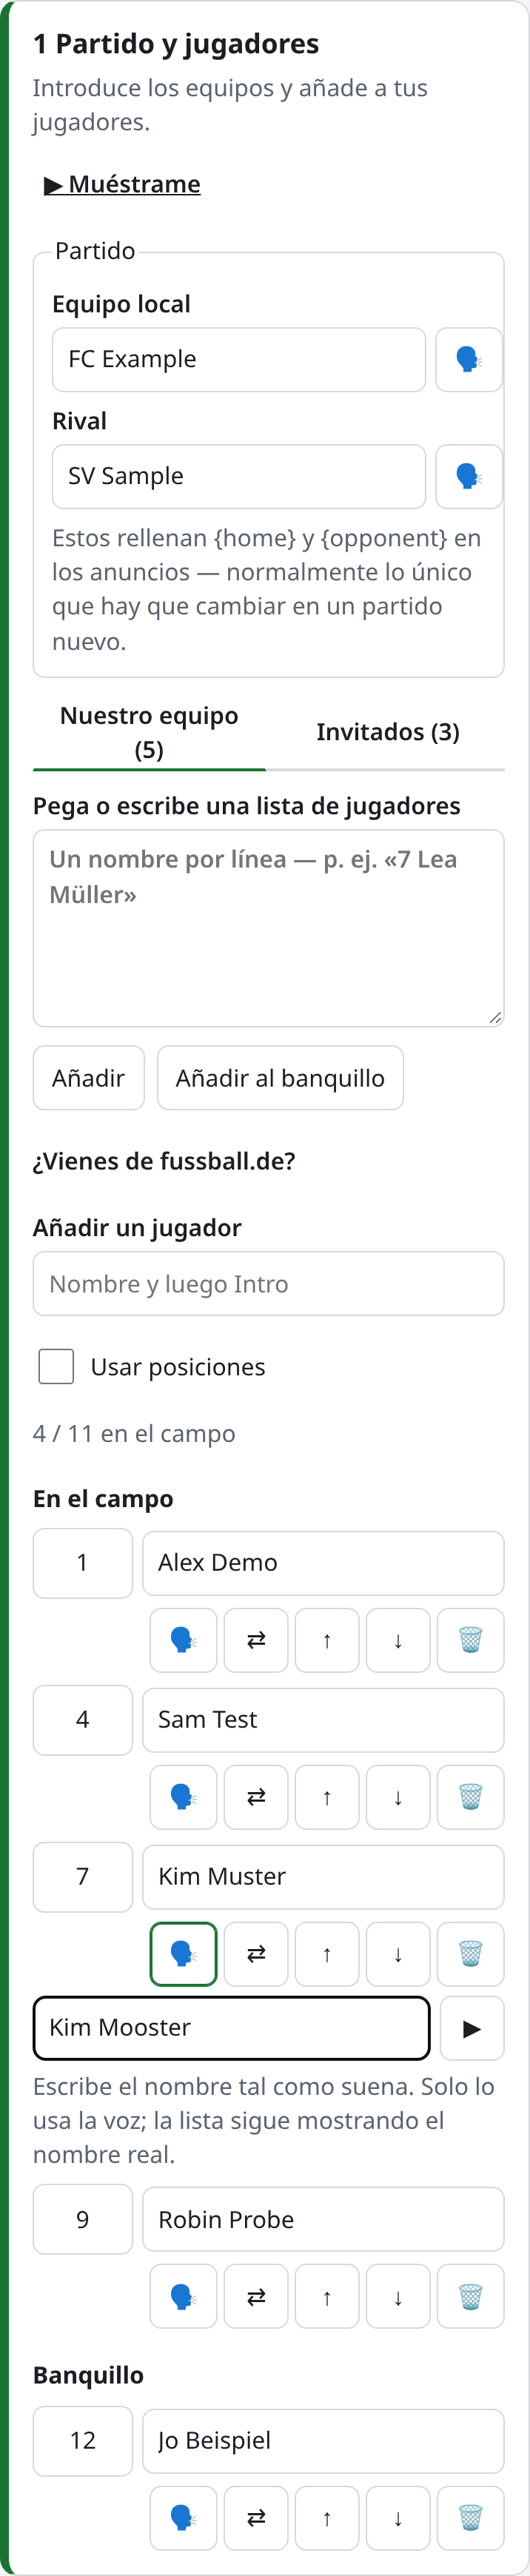 1 Partido y jugadores
Introduce los equipos y añade a tus
jugadores.
▶ Muéstrame
Partido
Equipo local
FC Example
Rival
SV Sample
Estos rellenan {home} y {opponent} en
los anuncios — normalmente lo único
que hay que cambiar en un partido
nuevo.
Nuestro equipo
(5)
Invitados (3)
Pega o escribe una lista de jugadores
Un nombre por línea — p. ej. «7 Lea
Müller»
Añadir
Añadir al banquillo
¿Vienes de fussball.de?
Añadir un jugador
Nombre y luego Intro
Usar posiciones
4 / 11 en el campo
En el campo
1 Alex Demo
⇄ ↑ ↓
4 Sam Test
⇄ ↑ ↓
7 Kim Muster
⇄ ↑ ↓
Kim Mooster ▶
Escribe el nombre tal como suena. Solo lo
usa la voz; la lista sigue mostrando el
nombre real.
9 Robin Probe
⇄ ↑ ↓
Banquillo
12 Jo Beispiel
⇄ ↑ ↓